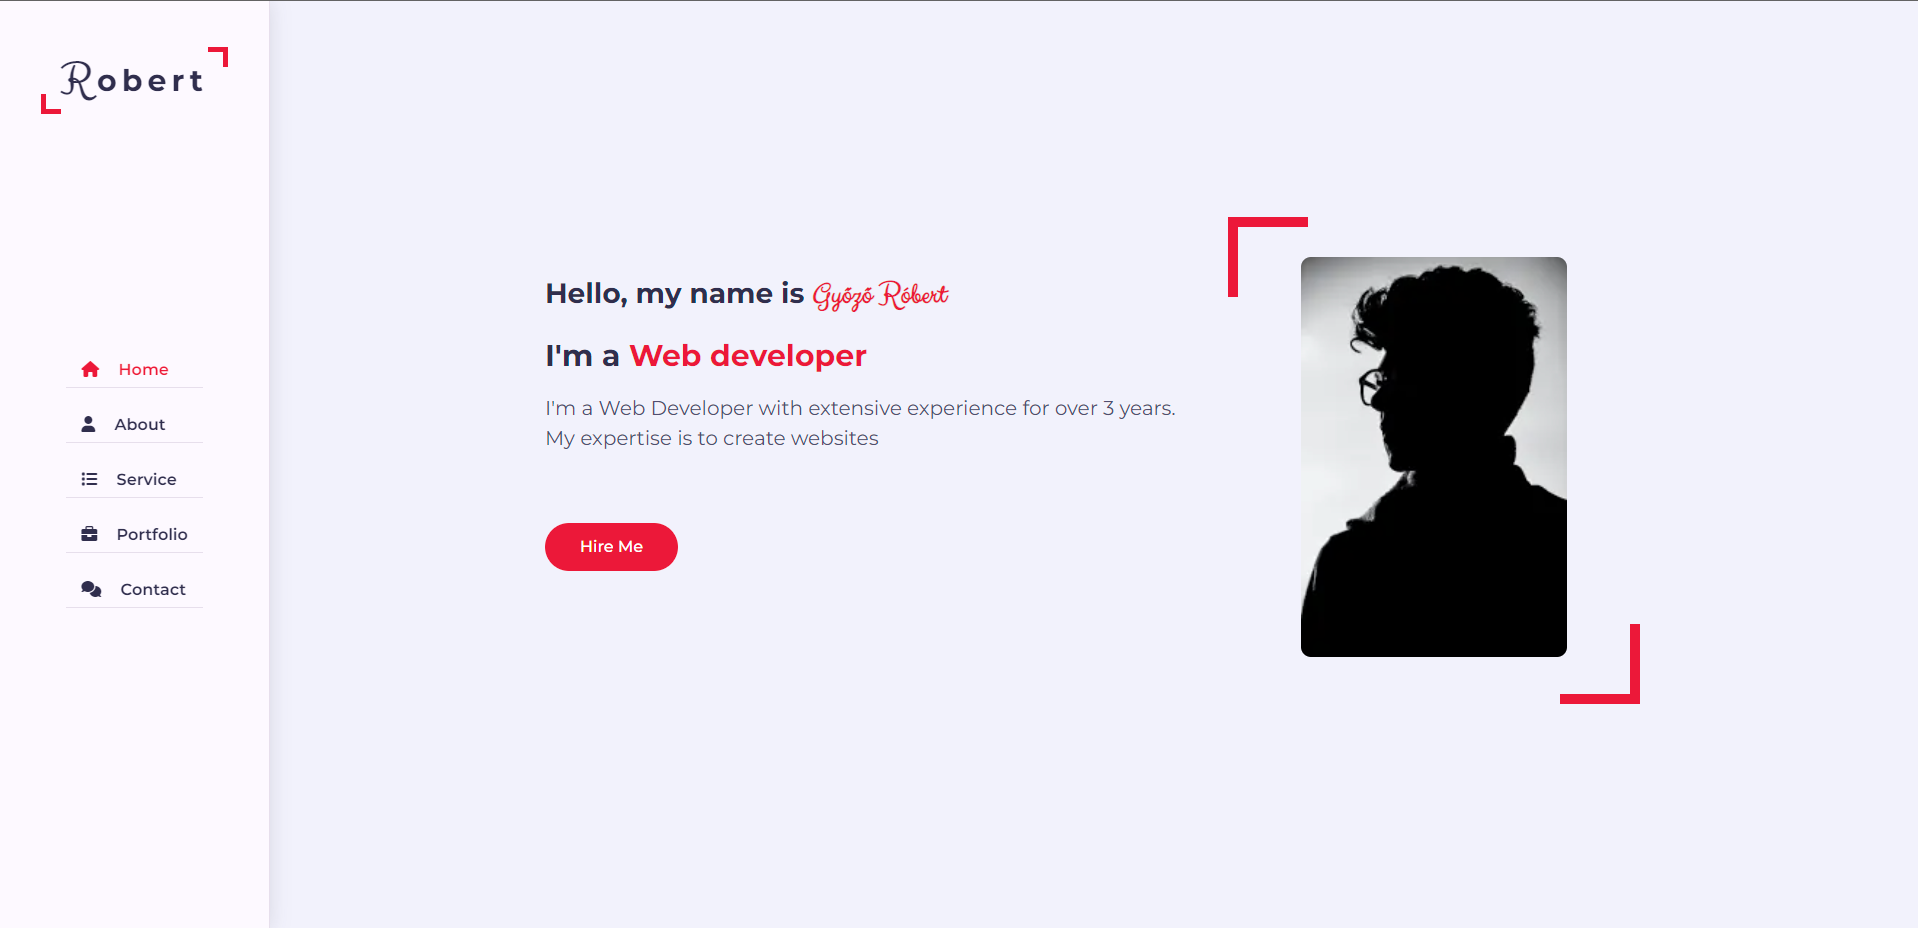 Robert
Home
About
Service
Portfolio
Contact
Hello, my name is Győző Róbert
I'm a Web developer
I'm a Web Developer with extensive experience for over 3 years.
My expertise is to create websites
Hire Me